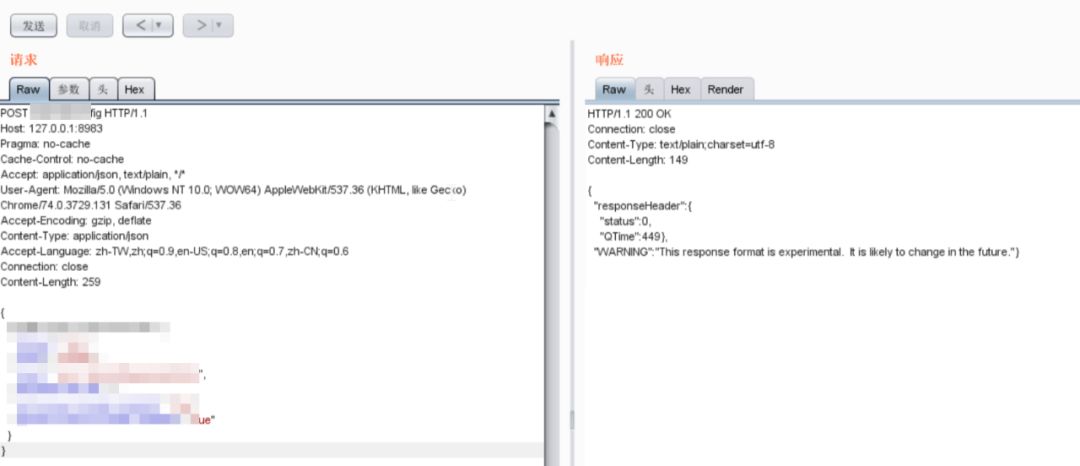 发送 取消 < >
请求
Raw 参数 头 Hex
POST fig HTTP/1.1
Host: 127.0.0.1:8983
Pragma: no-cache
Cache-Control: no-cache
Accept: application/json, text/plain, */*
User-Agent: Mozilla/5.0 (Windows NT 10.0; WOW64) AppleWebKit/537.36 (KHTML, like Gecko)
Chrome/74.0.3729.131 Safari/537.36
Accept-Encoding: gzip, deflate
Content-Type: application/json
Accept-Language: zh-TW,zh;q=0.9,en-US;q=0.8,en;q=0.7,zh-CN;q=0.6
Connection: close
Content-Length: 259
{
",
ue"
}
}
响应
Raw 头 Hex Render
HTTP/1.1 200 OK
Connection: close
Content-Type: text/plain;charset=utf-8
Content-Length: 149
{
"responseHeader":{
"status":0,
"QTime":449},
"WARNING":"This response format is experimental.  It is likely to change in the future."}